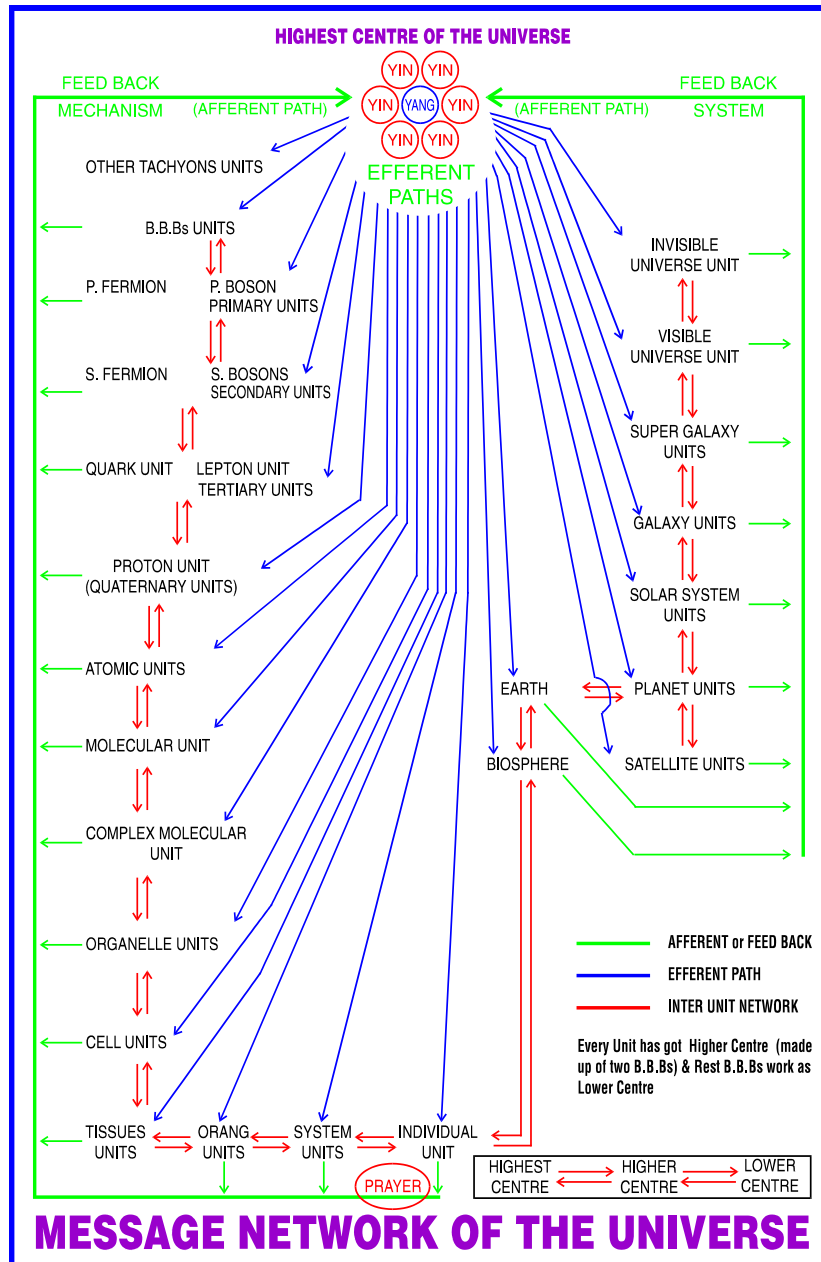 HIGHEST CENTRE OF THE UNIVERSE
YIN YIN
YIN YANG YIN
YIN YIN
FEED BACK
MECHANISM (AFFERENT PATH)
FEED BACK
(AFFERENT PATH) SYSTEM
EFFERENT
PATHS
OTHER TACHYONS UNITS
B.B.Bs UNITS
P. FERMION P. BOSON
PRIMARY UNITS
S. FERMION S. BOSONS
SECONDARY UNITS
QUARK UNIT LEPTON UNIT
TERTIARY UNITS
PROTON UNIT
(QUATERNARY UNITS)
ATOMIC UNITS
MOLECULAR UNIT
COMPLEX MOLECULAR
UNIT
ORGANELLE UNITS
CELL UNITS
TISSUES
UNITS
ORANG
UNITS
SYSTEM
UNITS
INDIVIDUAL
UNIT
INVISIBLE
UNIVERSE UNIT
VISIBLE
UNIVERSE UNIT
SUPER GALAXY
UNITS
GALAXY UNITS
SOLAR SYSTEM
UNITS
EARTH
PLANET UNITS
BIOSPHERE
SATELLITE UNITS
AFFERENT or FEED BACK
EFFERENT PATH
INTER UNIT NETWORK
Every Unit has got Higher Centre (made
up of two B.B.Bs) & Rest B.B.Bs work as
Lower Centre
PRAYER
HIGHEST
CENTRE
HIGHER
CENTRE
LOWER
CENTRE
MESSAGE NETWORK OF THE UNIVERSE